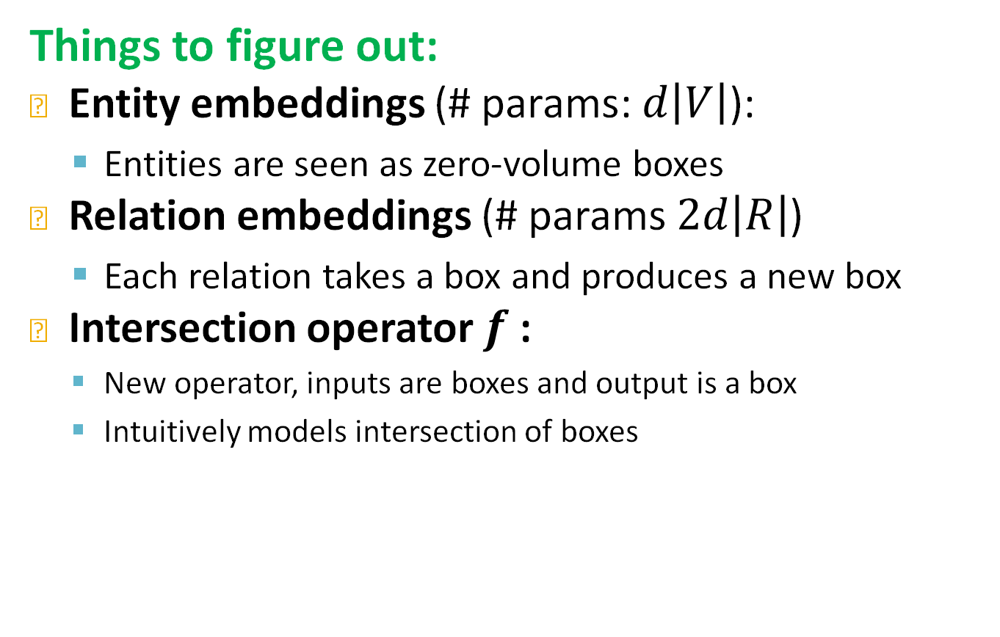 Things to figure out:
Entity embeddings (# params: d|V|):
Entities are seen as zero-volume boxes
Relation embeddings (# params 2d|R|)
Each relation takes a box and produces a new box
Intersection operator f :
New operator, inputs are boxes and output is a box
Intuitively models intersection of boxes